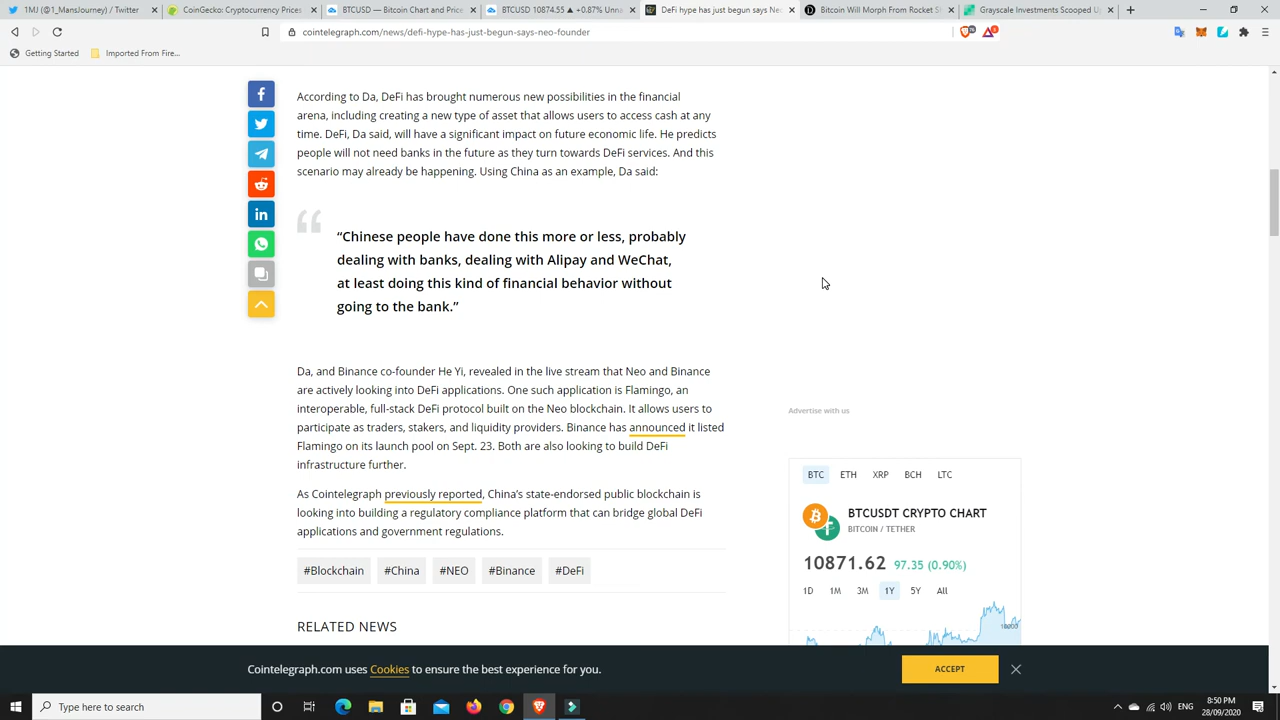 1MJ (@1_MansJourney) / Twitter
CoinGecko: Cryptocurrency Prices
BTCUSD — Bitcoin Chart and Price
BTCUSD 10874.55 ▲ +0.87% Unna
DeFi hype has just begun says Neo
Bitcoin Will Morph From Rocket S
Grayscale Investments Scooped U
cointelegraph.com/news/defi-hype-has-just-begun-says-neo-founder
Getting Started
Imported From Fire...
According to Da, DeFi has brought numerous new possibilities in the financial
arena, including creating a new type of asset that allows users to access cash at any
time. DeFi, Da said, will have a significant impact on future economic life. He predicts
people will not need banks in the future as they turn towards DeFi services. And this
scenario may already be happening. Using China as an example, Da said:
“Chinese people have done this more or less, probably
dealing with banks, dealing with Alipay and WeChat,
at least doing this kind of financial behavior without
going to the bank.”
Da, and Binance co-founder He Yi, revealed in the live stream that Neo and Binance
are actively looking into DeFi applications. One such application is Flamingo, an
interoperable, full-stack DeFi protocol built on the Neo blockchain. It allows users to
participate as traders, stakers, and liquidity providers. Binance has announced it listed
Flamingo on its launch pool on Sept. 23. Both are also looking to build DeFi
infrastructure further.
As Cointelegraph previously reported, China’s state-endorsed public blockchain is
looking into building a regulatory compliance platform that can bridge global DeFi
applications and government regulations.
#Blockchain #China #NEO #Binance #DeFi
RELATED NEWS
Advertise with us
BTC ETH XRP BCH LTC
BTCUSDT CRYPTO CHART
BITCOIN / TETHER
10871.62 97.35 (0.90%)
1D 1M 3M 1Y 5Y All
10000
Cointelegraph.com uses Cookies to ensure the best experience for you.
ACCEPT
Type here to search
ENG
8:50 PM
28/09/2020